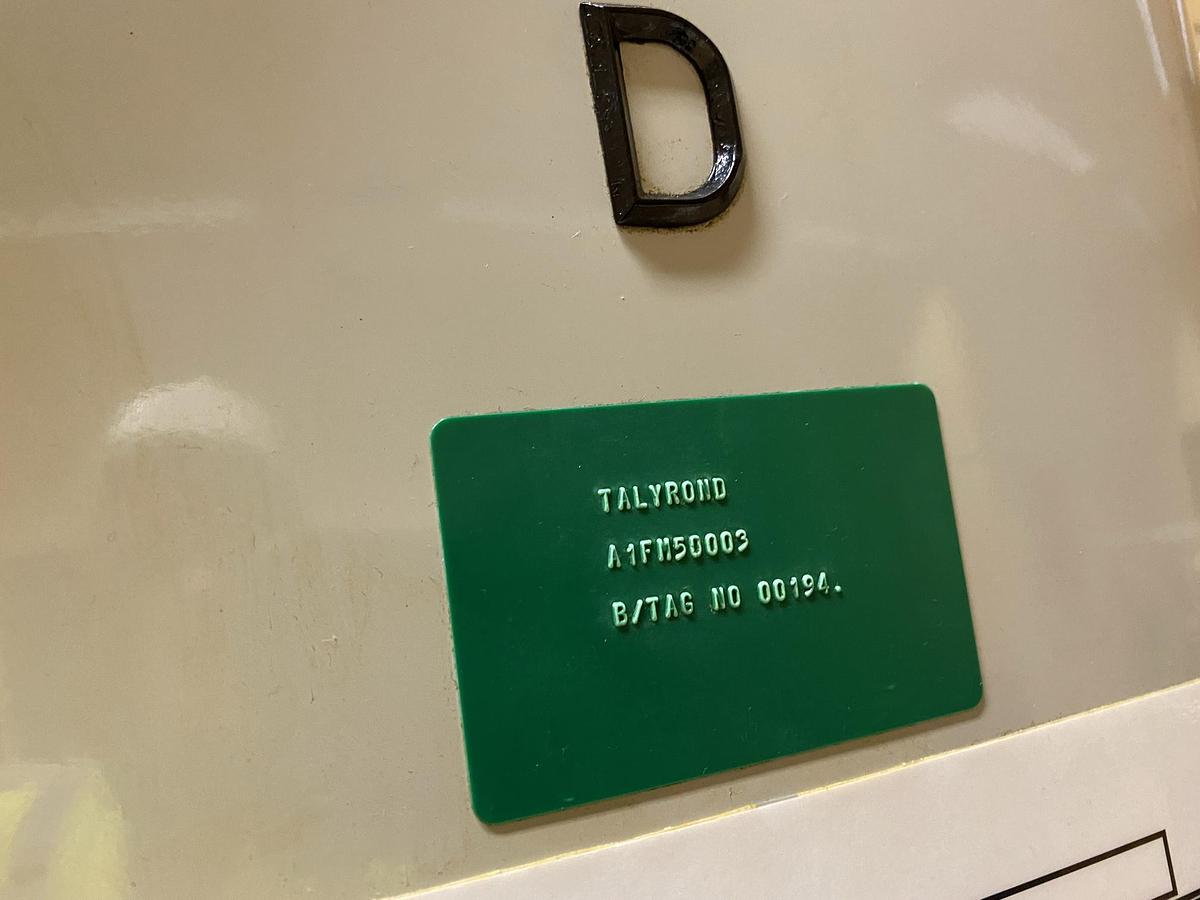 D
TALYROND
A1FM50003
B/TAG NO 00194.